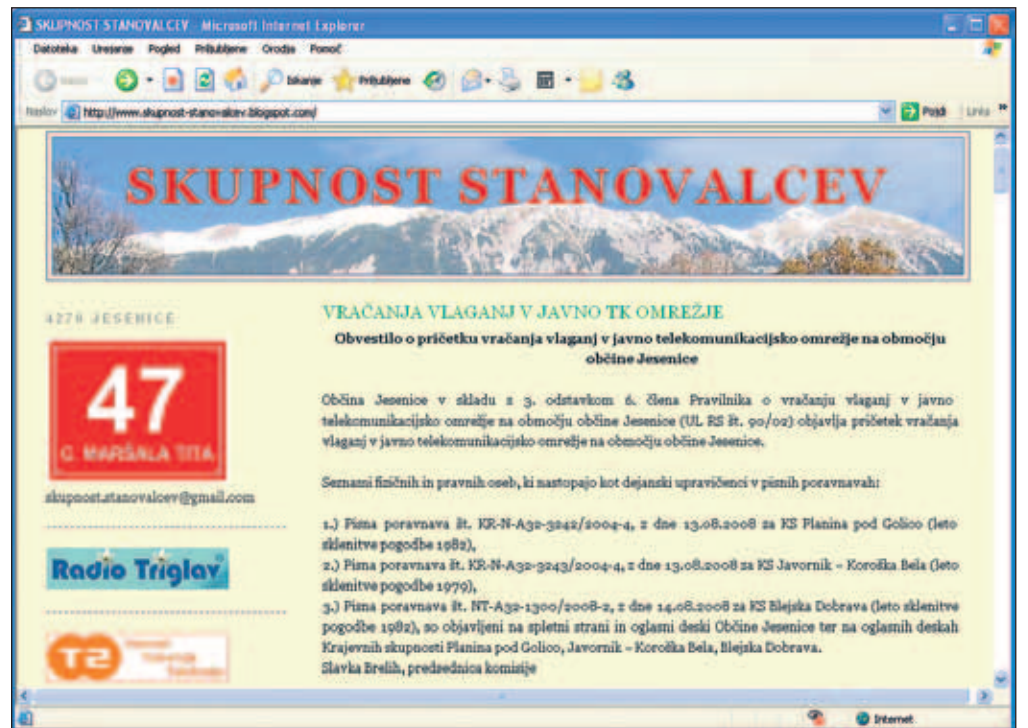 SKUPNOST STANOVALCEV - Microsoft Internet Explorer
Datoteka Urejanje Pogled Priljubljene Orodja Pomoč
Iskanje Priljubljene
Naslov http://www.skupnost-stanovalcev.blogspot.com/ Pojdi Links
SKUPNOST STANOVALCEV
4270 JESENICE
47
C. MARŠALA TITA
skupnost.stanovalcev@gmail.com
Radio Triglav
T2
VRAČANJA VLAGANJ V JAVNO TK OMREŽJE
Obvestilo o pričetku vračanja vlaganj v javno telekomunikacijsko omrežje na območju
občine Jesenice
Občina Jesenice v skladu z 3. odstavkom 6. člena Pravilnika o vračanju vlaganj v javno
telekomunikacijsko omrežje na območju občine Jesenice (UL RS št. 90/02) objavlja pričetek vračanja
vlaganj v javno telekomunikacijsko omrežje na območju občine Jesenice.
Seznami fizičnih in pravnih oseb, ki nastopajo kot dejanski upravičenci v pisnih poravnavah:
1.) Pisna poravnava št. KR-N-A32-3242/2004-4, z dne 13.08.2008 za KS Planina pod Golico (leto
sklenitve pogodbe 1982),
2.) Pisna poravnava št. KR-N-A32-3243/2004-4, z dne 13.08.2008 za KS Javornik – Koroška Bela (leto
sklenitve pogodbe 1979),
3.) Pisna poravnava št. NT-A32-1300/2008-2, z dne 14.08.2008 za KS Blejska Dobrava (leto sklenitve
pogodbe 1982), so objavljeni na spletni strani in oglasni deski Občine Jesenice ter na oglasnih deskah
Krajevnih skupnosti Planina pod Golico, Javornik – Koroška Bela, Blejska Dobrava.
Slavka Brelih, predsednica komisije
Internet